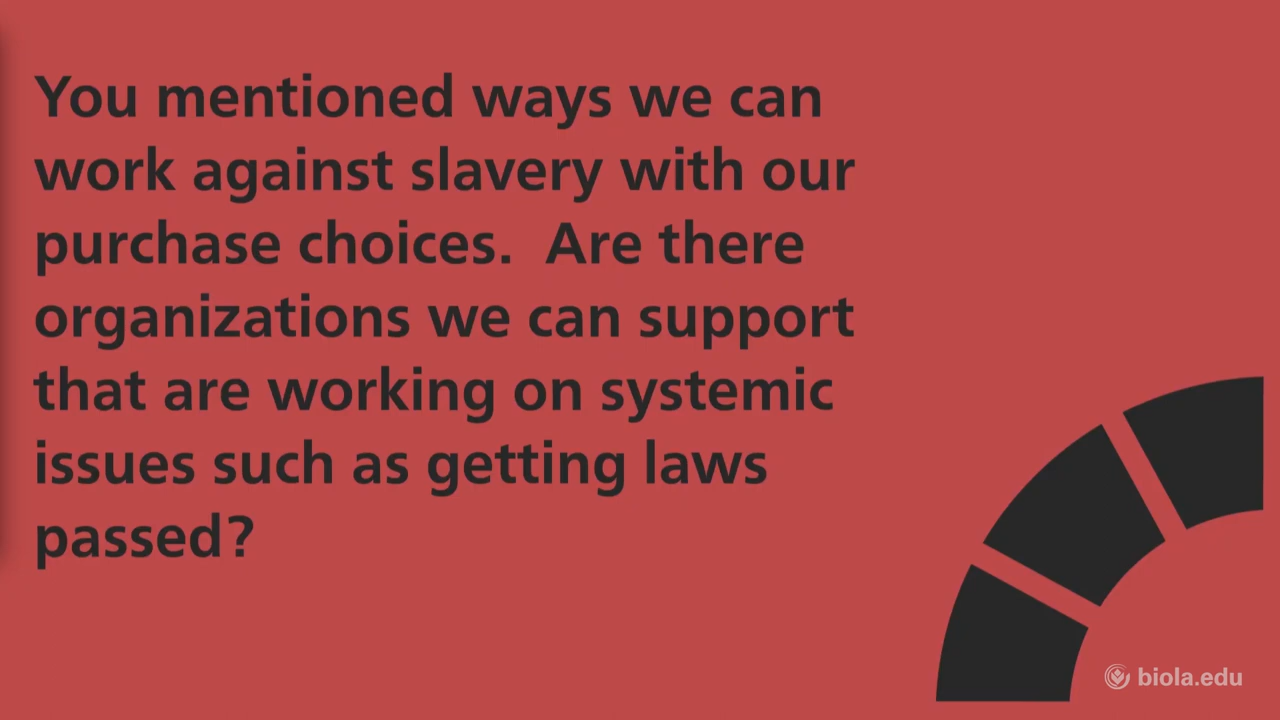 You mentioned ways we can
work against slavery with our
purchase choices.  Are there
organizations we can support
that are working on systemic
issues such as getting laws
passed?
biola.edu